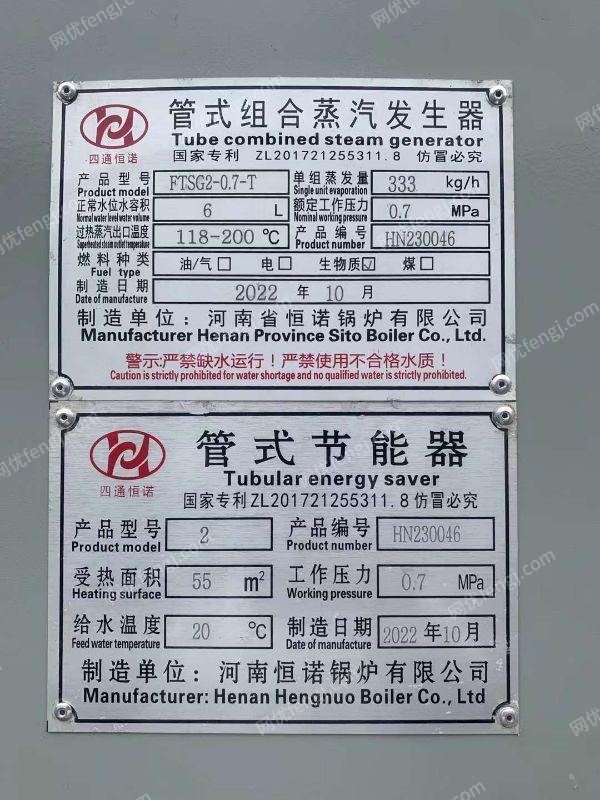 管式组合蒸汽发生器
Tube combined steam generator
国家专利 ZL201721255311.8 仿冒必究
四通恒诺
产品型号 FTSG2-0.7-T 单组蒸发量 333 kg/h
Product model Single unit evaporation
正常水位水容积 6 L 额定工作压力 0.7 MPa
Normal water level water volume Nominal working pressure
过热蒸汽出口温度 118-200 ℃ 产品编号 HN230046
Superheated steam outlet temperature Product number
燃料种类 油/气□ 电□ 生物质☑ 煤□
Fuel type
制造日期 2022 年 10 月
Date of manufacture
制造单位：河南省恒诺锅炉有限公司
Manufacturer Henan Province Sito Boiler Co., Ltd.
警示:严禁缺水运行！严禁使用不合格水质！
Caution is strictly prohibited for water shortage and no qualified water is strictly prohibited.
管式节能器
Tubular energy saver
四通恒诺
国家专利ZL201721255311.8仿冒必究
产品型号 2 产品编号 HN230046
Product model Product number
受热面积 55 m² 工作压力 0.7 MPa
Heating surface Working pressure
给水温度 20 ℃ 制造日期 2022年10月
Feed water temperature Date of manufacture
制造单位：河南恒诺锅炉有限公司
Manufacturer: Henan Hengnuo Boiler Co., Ltd
网优fengj.com